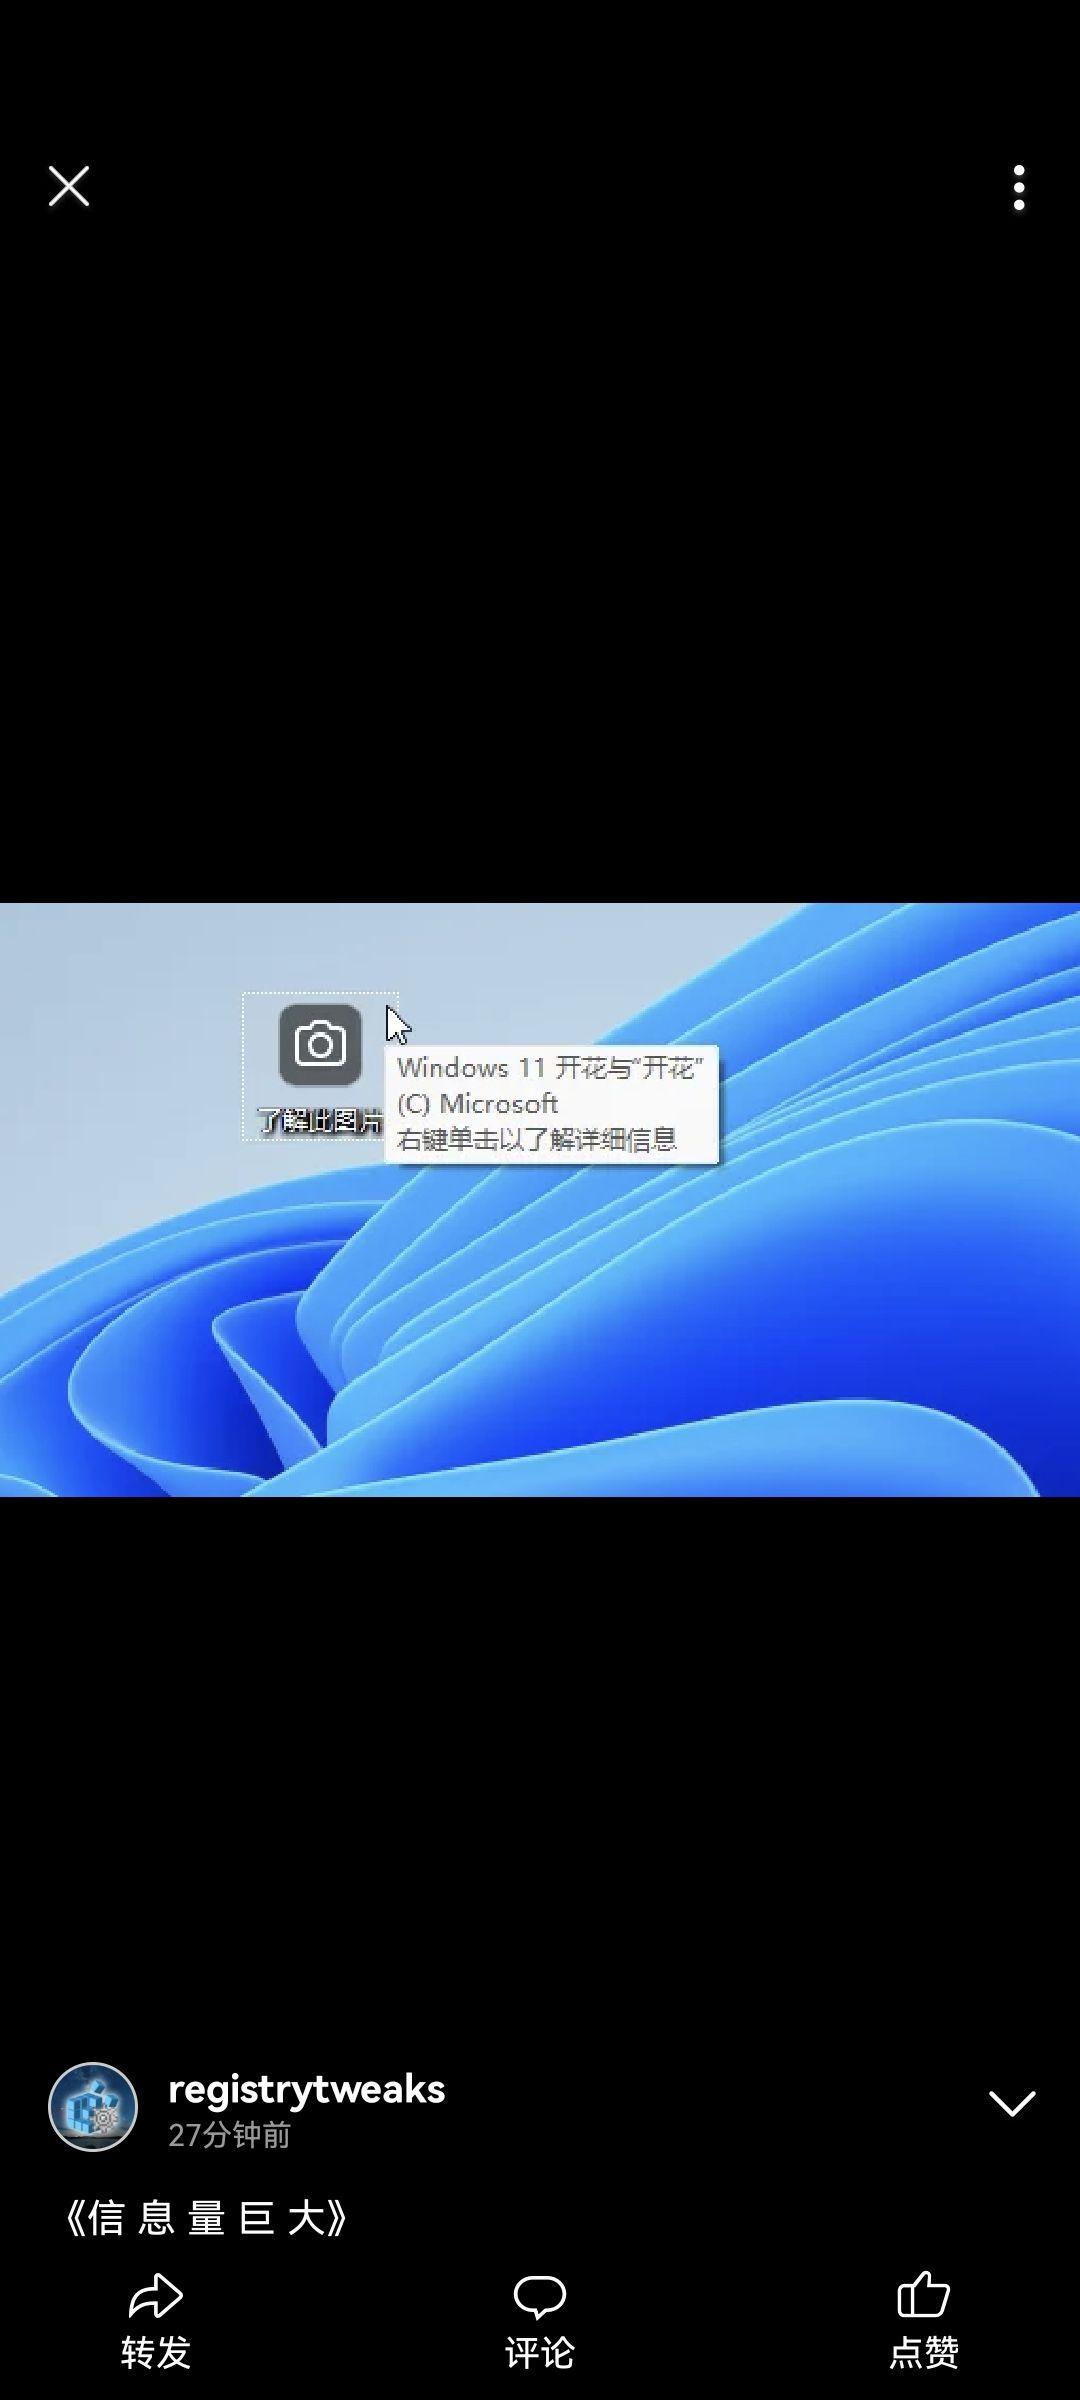 了解此图片
Windows 11 开花与“开花”
(C) Microsoft
右键单击以了解详细信息
registrytweaks
27分钟前
《信 息 量 巨 大》
转发
评论
点赞